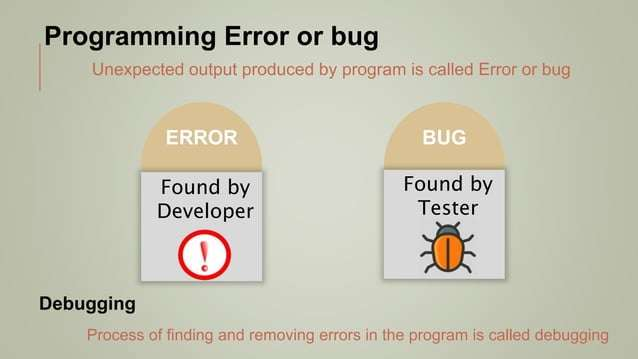 Programming Error or bug
Unexpected output produced by program is called Error or bug
ERROR
Found by
Developer
BUG
Found by
Tester
Debugging
Process of finding and removing errors in the program is called debugging